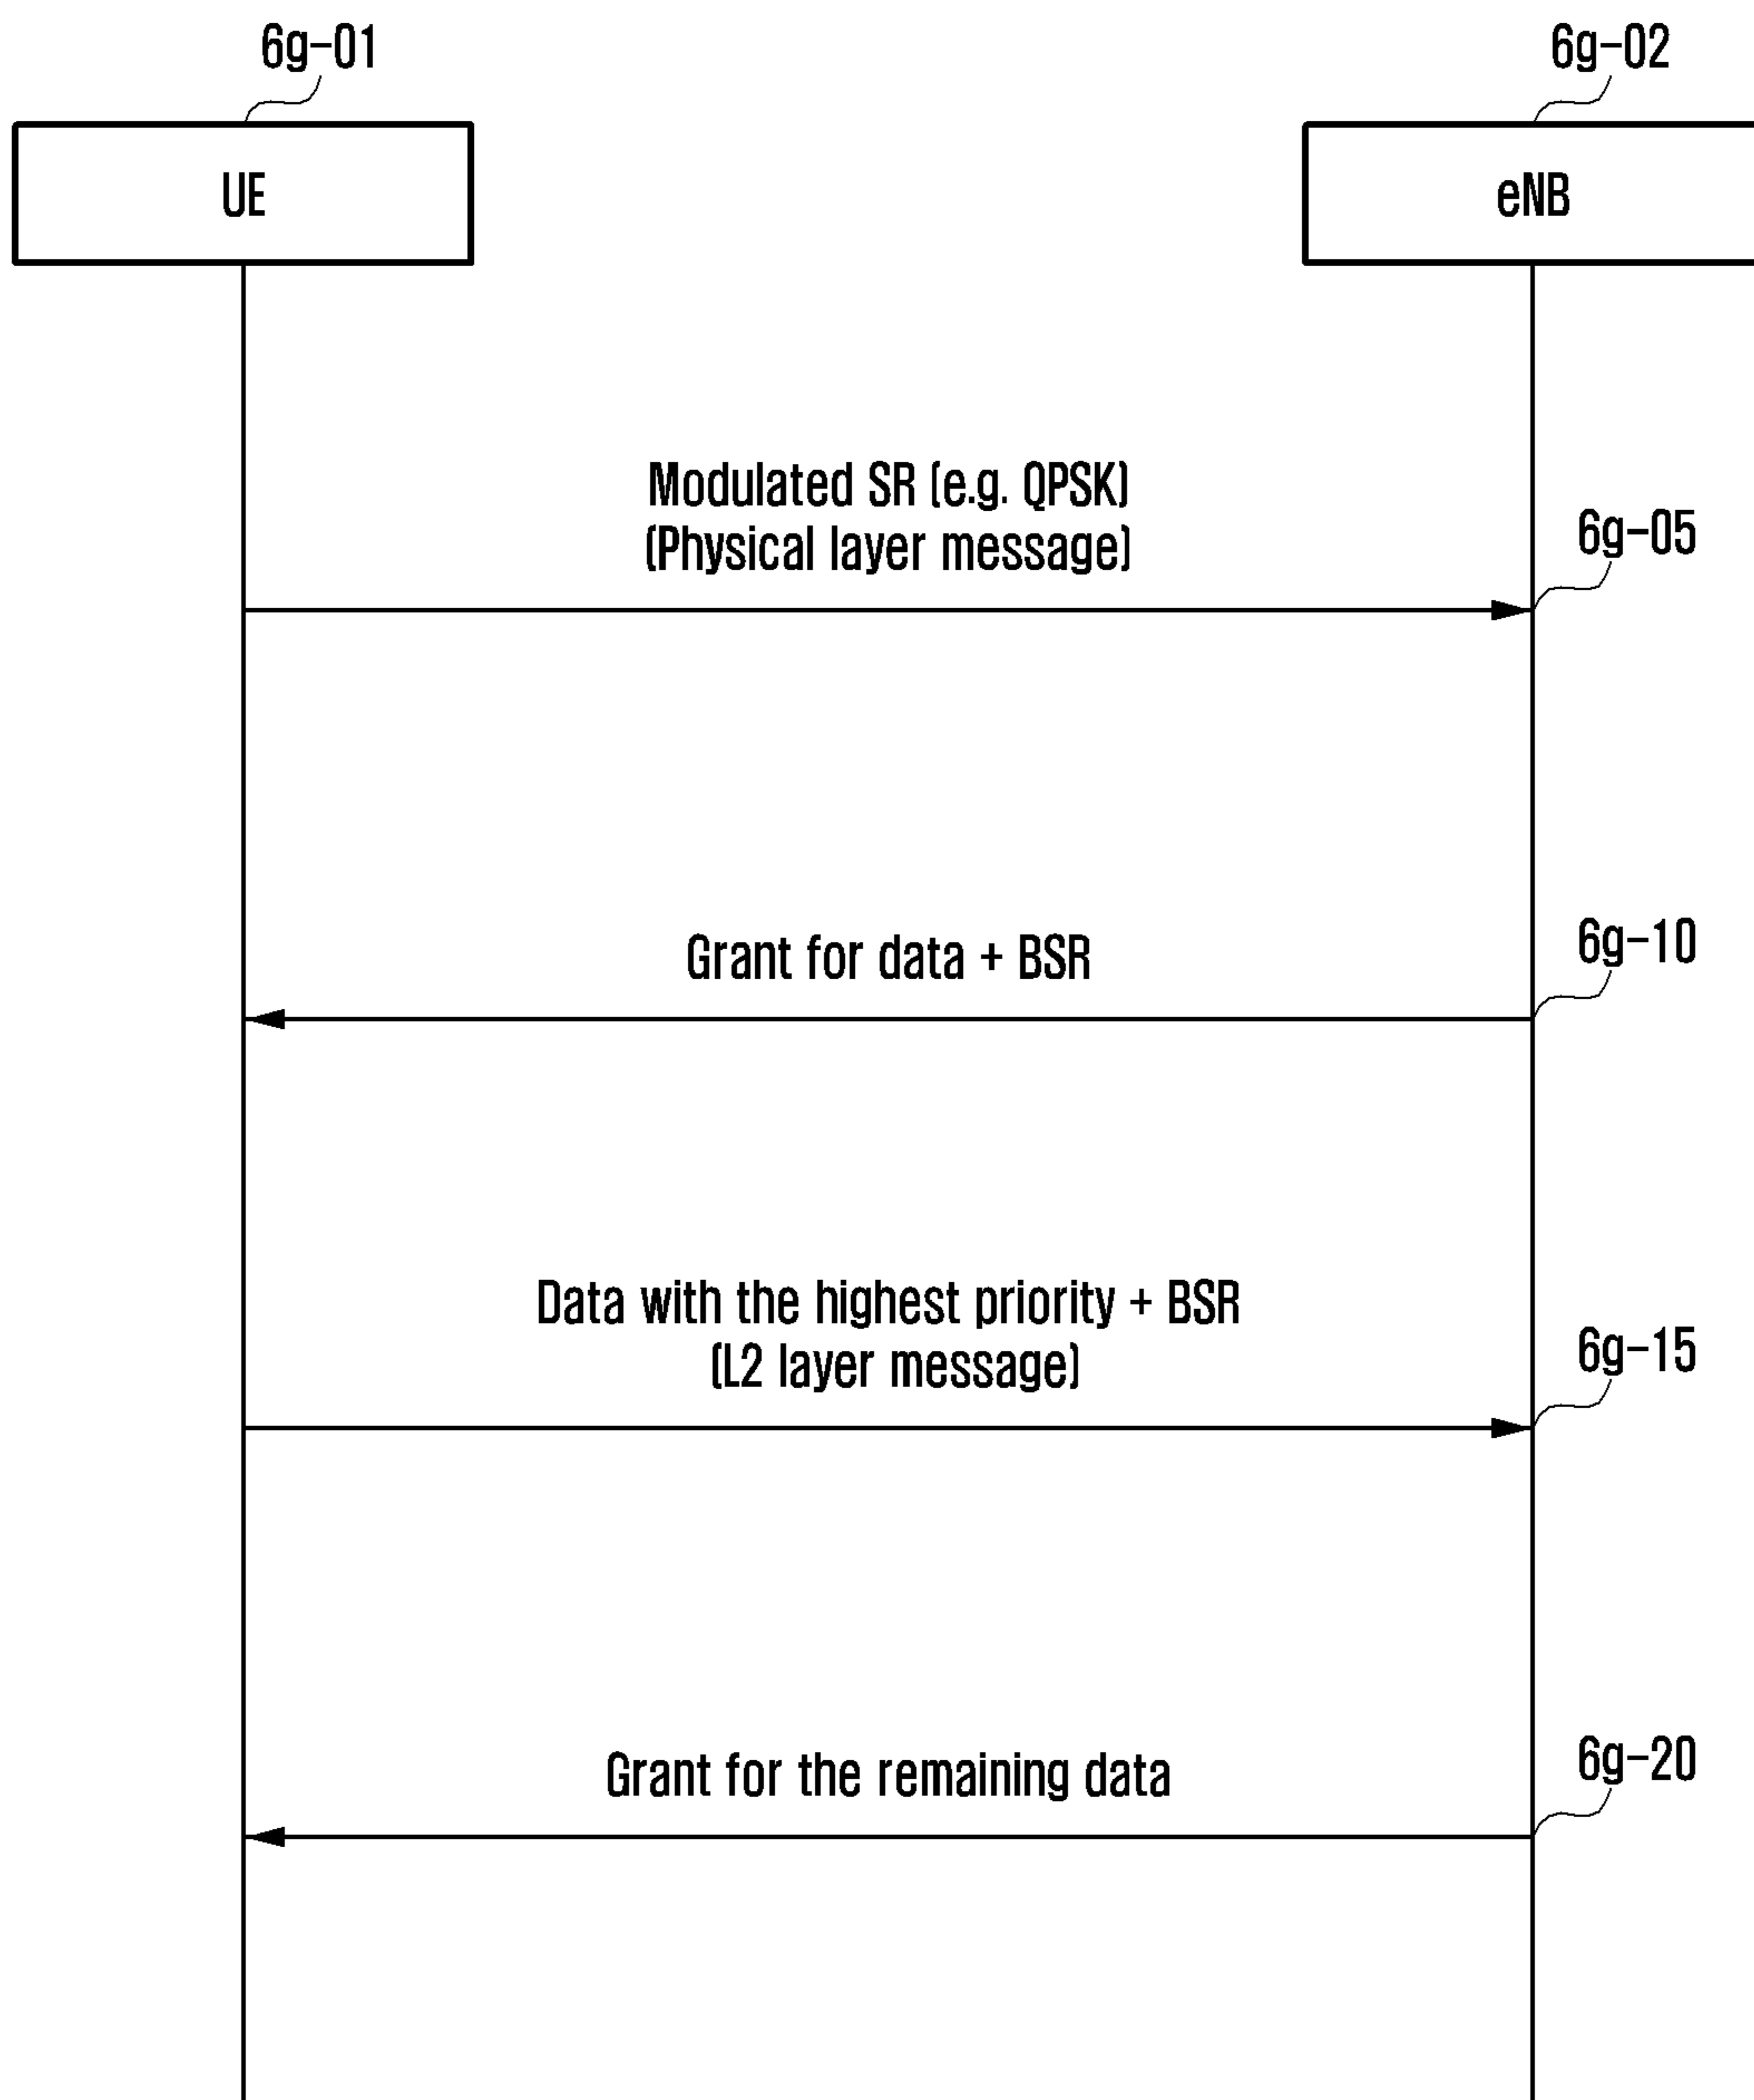 6g-01
6g-02
UE
eNB
Modulated SR (e.g. QPSK)
(Physical layer message)
6g-05
Grant for data + BSR
6g-10
Data with the highest priority + BSR
(L2 layer message)
6g-15
Grant for the remaining data
6g-20